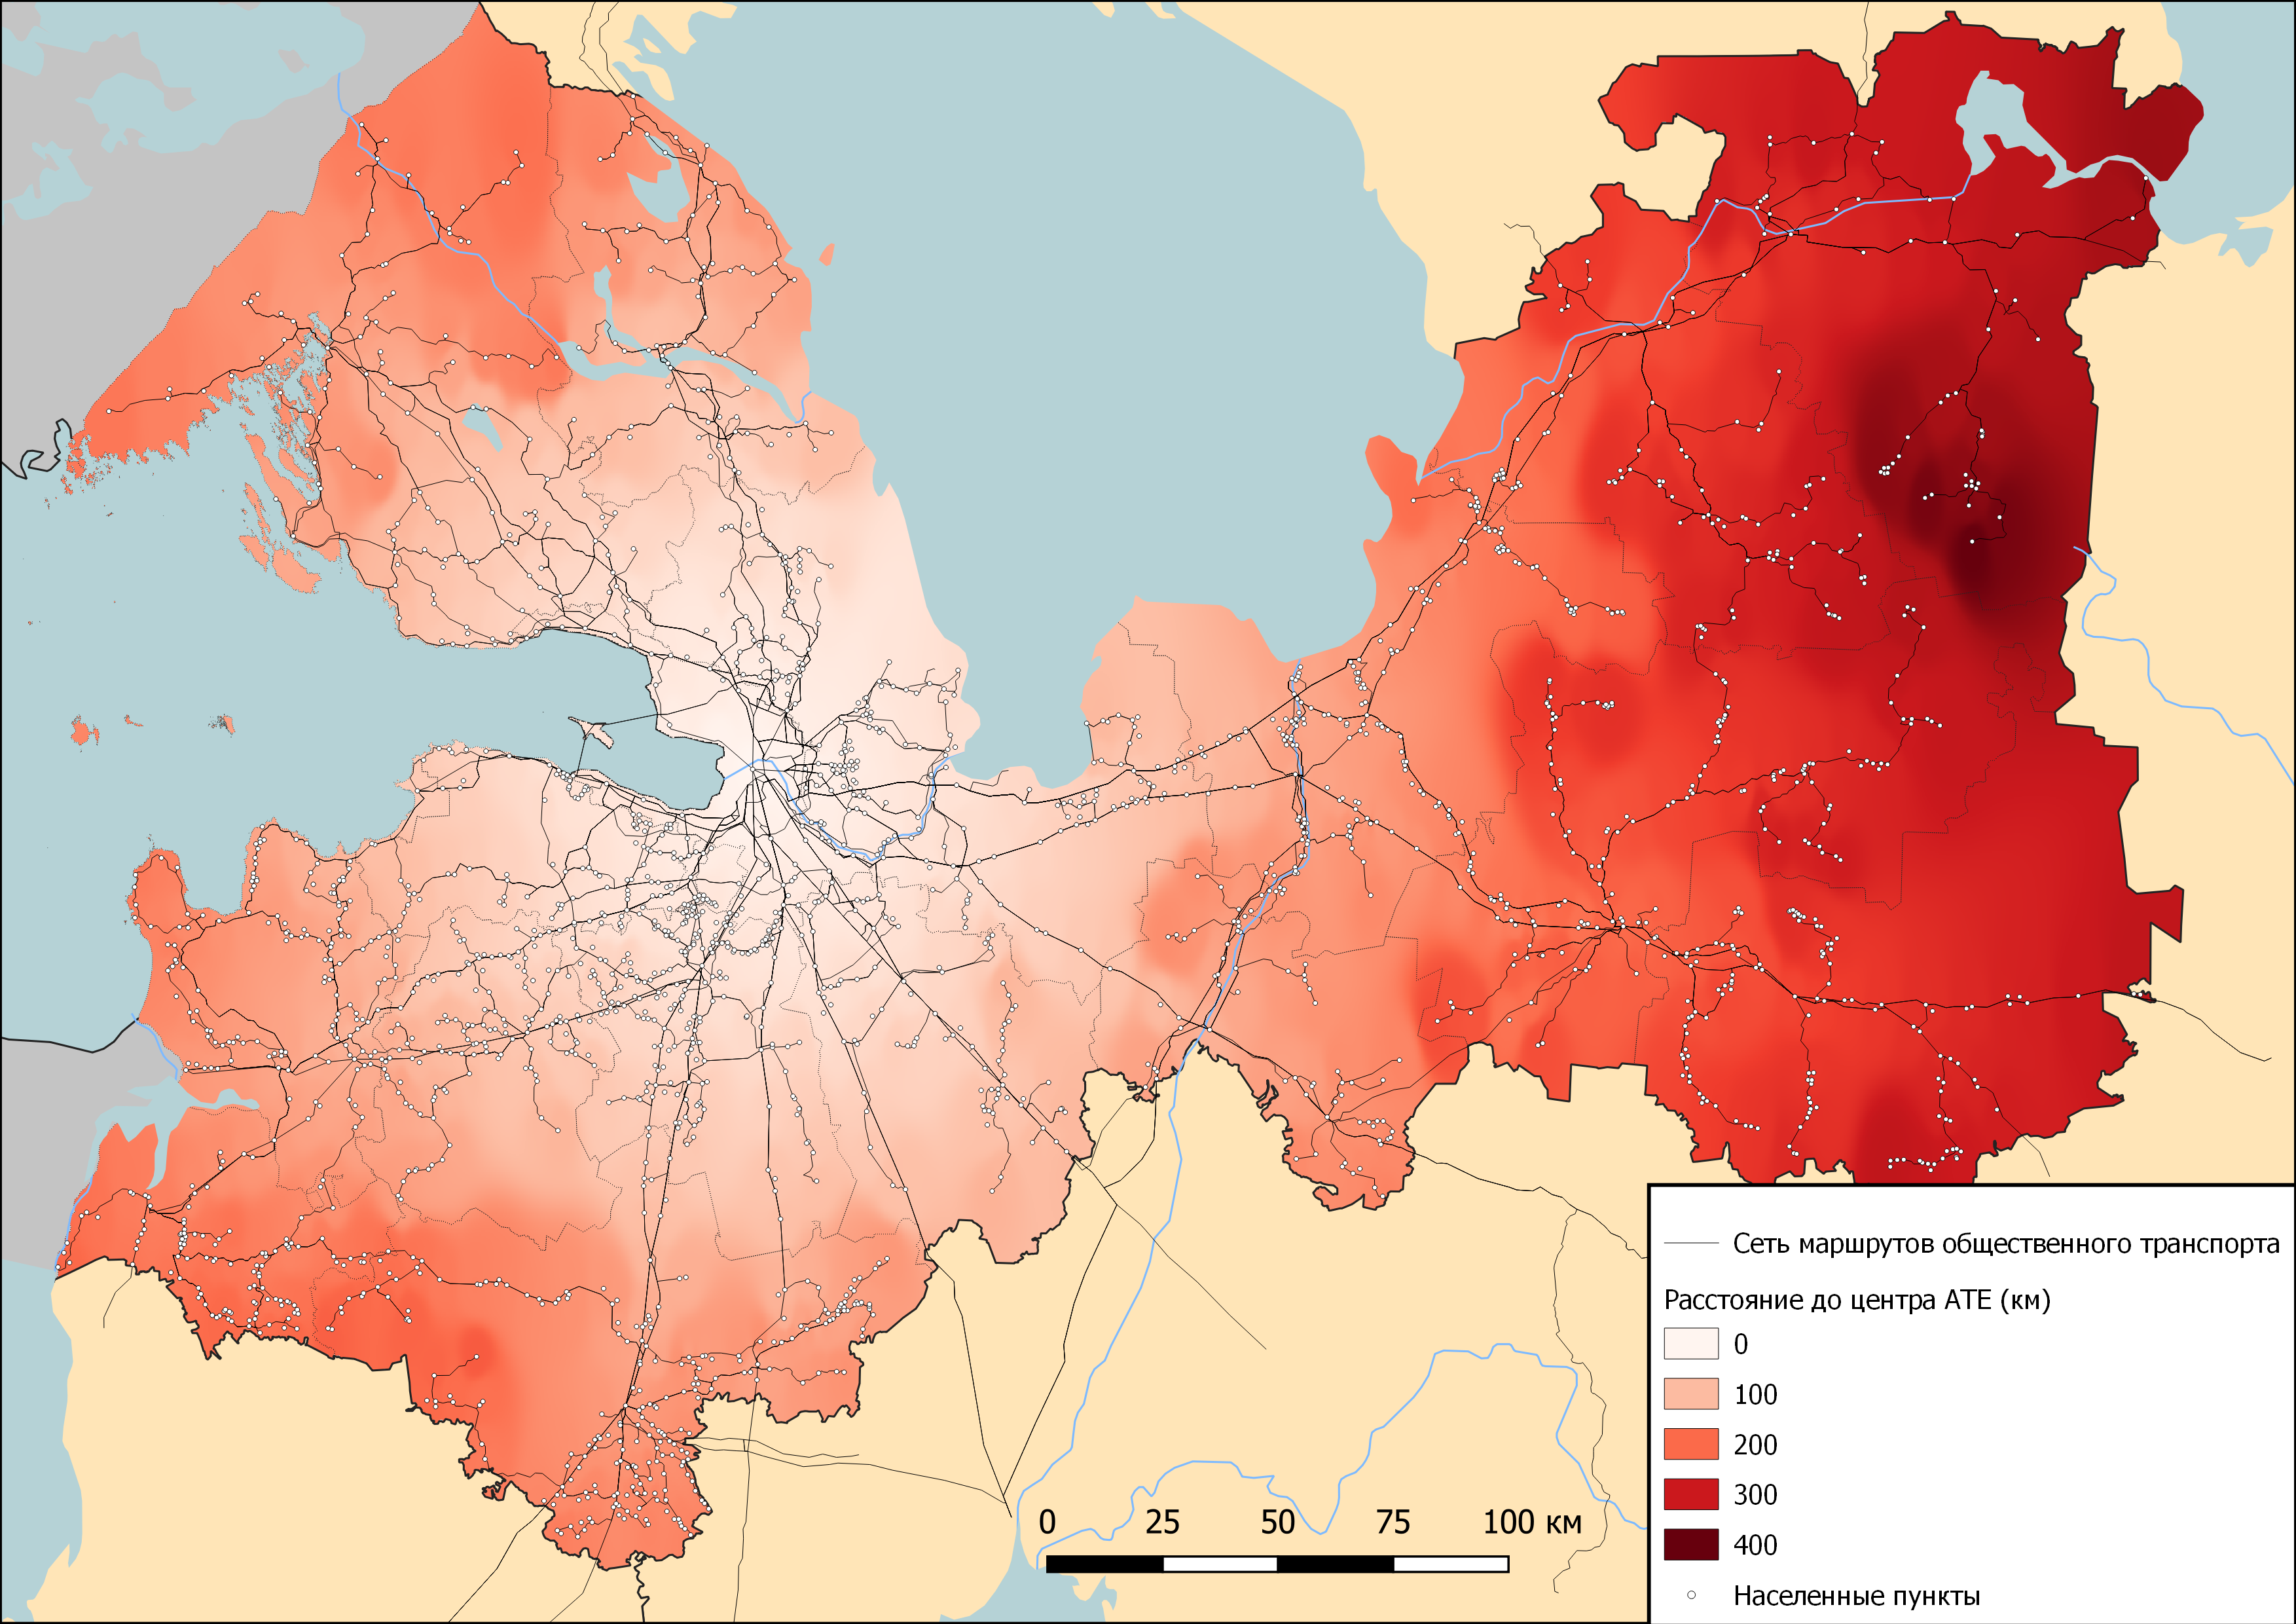 Сеть маршрутов общественного транспорта
Расстояние до центра АТЕ (км)
0
100
200
300
400
Населенные пункты
0 25 50 75 100 км